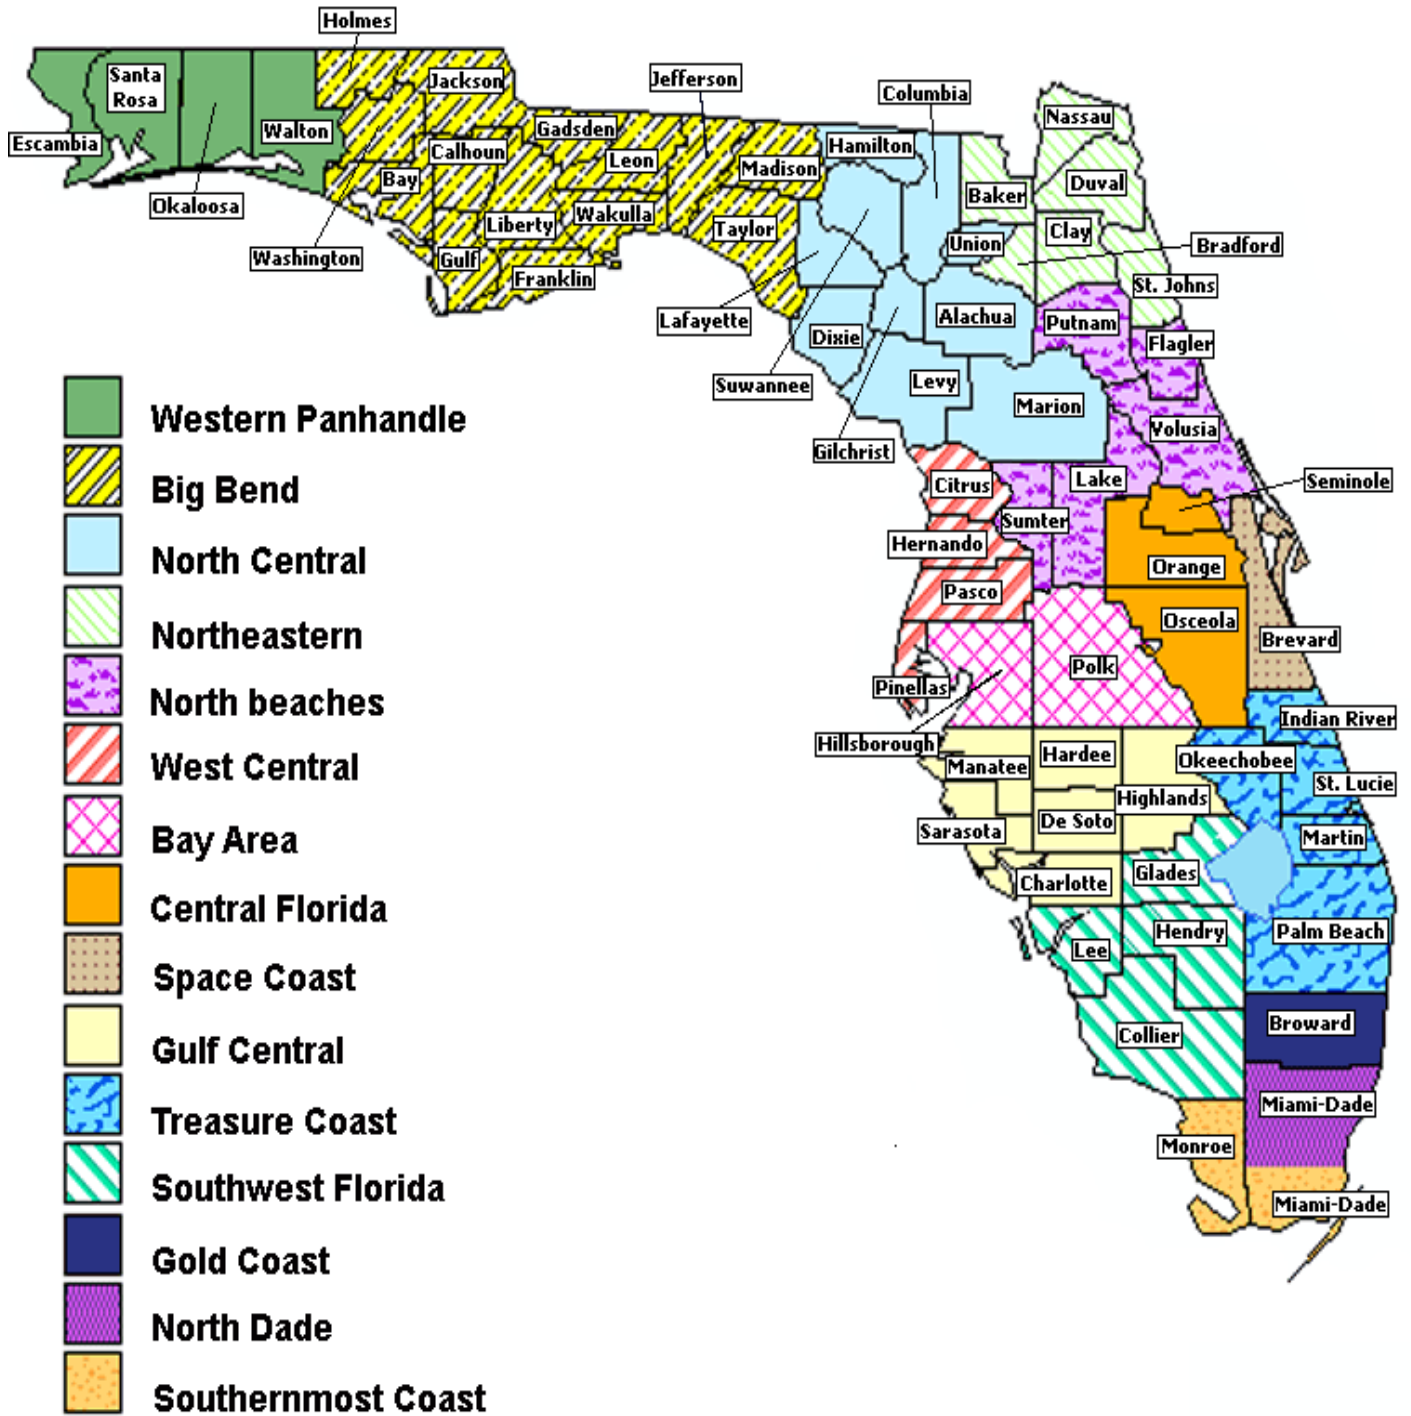 Holmes
Santa
Rosa
Jackson
Jefferson
Columbia
Nassau
Escambia
Walton
Gadsden
Hamilton
Calhoun
Leon
Madison
Bay
Baker
Duval
Okaloosa
Liberty
Wakulla
Taylor
Union
Clay
Bradford
Washington
Gulf
Franklin
St. Johns
Lafayette
Alachua
Putnam
Dixie
Flagler
Suwannee
Levy
Marion
Volusia
Gilchrist
Citrus
Lake
Seminole
Sumter
Hernando
Orange
Pasco
Osceola
Brevard
Polk
Pinellas
Indian River
Hillsborough
Hardee
Manatee
Okeechobee
St. Lucie
Highlands
De Soto
Sarasota
Martin
Glades
Charlotte
Hendry
Palm Beach
Lee
Broward
Collier
Miami-Dade
Monroe
Miami-Dade
Western Panhandle
Big Bend
North Central
Northeastern
North beaches
West Central
Bay Area
Central Florida
Space Coast
Gulf Central
Treasure Coast
Southwest Florida
Gold Coast
North Dade
Southernmost Coast